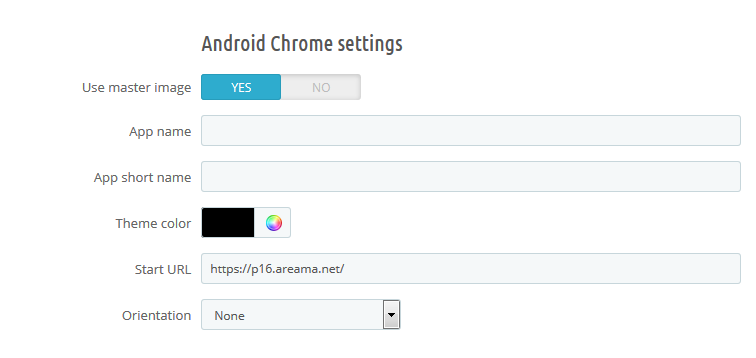 Android Chrome settings
Use master image YES NO
App name
App short name
Theme color
Start URL https://p16.areama.net/
Orientation None